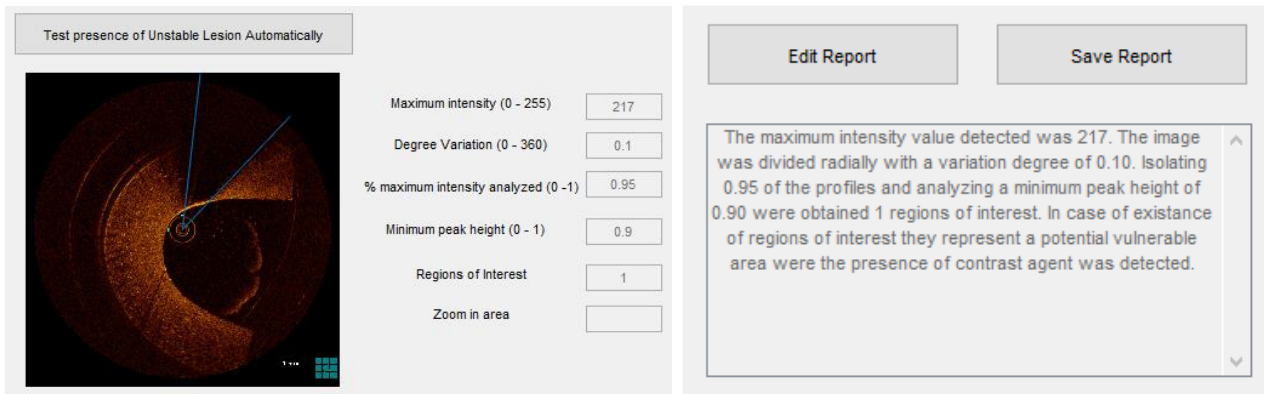 Test presence of Unstable Lesion Automatically
Maximum intensity (0 - 255)
217
Degree Variation (0 - 360)
0.1
% maximum intensity analyzed (0 -1)
0.95
Minimum peak height (0 - 1)
0.9
Regions of Interest
1
Zoom in area
Edit Report
Save Report
The maximum intensity value detected was 217. The image
was divided radially with a variation degree of 0.10. Isolating
0.95 of the profiles and analyzing a minimum peak height of
0.90 were obtained 1 regions of interest. In case of existance
of regions of interest they represent a potential vulnerable
area were the presence of contrast agent was detected.